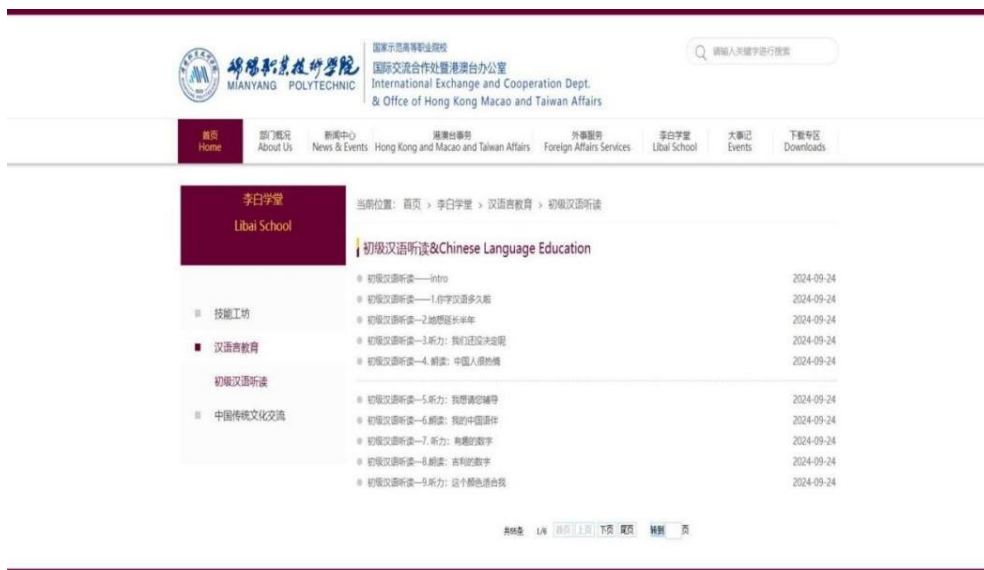 国家示范高等职业院校
绵阳职业技术学院
MIANYANG POLYTECHNIC
国际交流合作处暨港澳台办公室
International Exchange and Cooperation Dept.
& Offce of Hong Kong Macao and Taiwan Affairs
请输入关键字进行搜索
首页 部门概况 新闻中心 港澳台事务 外事服务 李白学堂 大事记 下载专区
Home About Us News & Events Hong Kong and Macao and Taiwan Affairs Foreign Affairs Services Libai School Events Downloads
李白学堂
Libai School
技能工坊
汉语言教育
初级汉语听读
中国传统文化交流
当前位置： 首页 > 李白学堂 > 汉语言教育 > 初级汉语听读
初级汉语听读&Chinese Language Education
初级汉语听读——intro 2024-09-24
初级汉语听读——1.你学汉语多久啦 2024-09-24
初级汉语听读—2.她想延长半年 2024-09-24
初级汉语听读—3.听力：我们还没决定呢 2024-09-24
初级汉语听读—4. 朗读：中国人很热情 2024-09-24
初级汉语听读—5.听力：我想请您辅导 2024-09-24
初级汉语听读—6.朗读：我的中国语伴 2024-09-24
初级汉语听读—7. 听力：有趣的数字 2024-09-24
初级汉语听读—8.朗读：吉利的数字 2024-09-24
初级汉语听读—9.听力：这个颜色适合我 2024-09-24
1/6 首页 上页 下页 尾页 转到 页